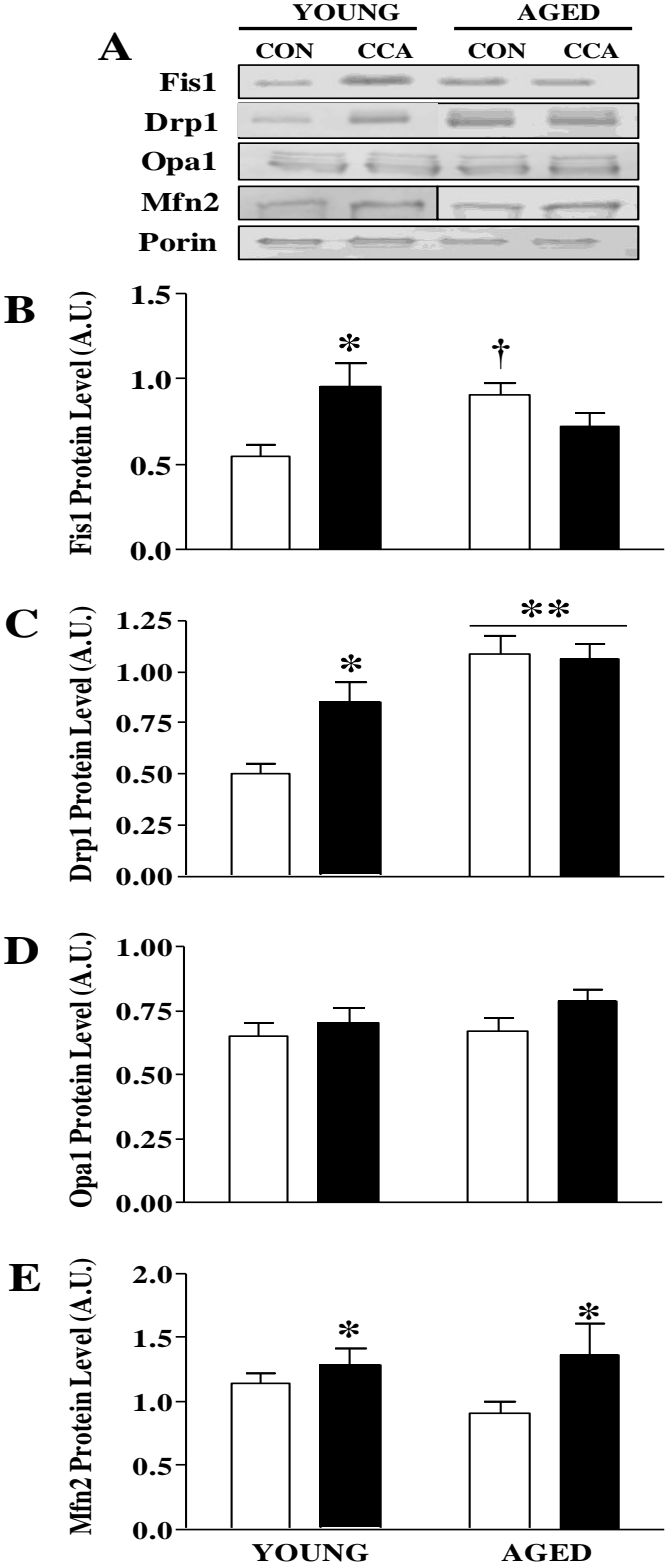 YOUNG AGED
A
CON CCA CON CCA
Fis1
Drp1
Opa1
Mfn2
Porin
B
Fis1 Protein Level (A.U.)
1.5
1.0
0.5
0.0
*
†
C
Drp1 Protein Level (A.U.)
1.25
1.00
0.75
0.50
0.25
0.00
*
**
D
Opa1 Protein Level (A.U.)
1.00
0.75
0.50
0.25
0.00
E
Mfn2 Protein Level (A.U.)
2.0
1.5
1.0
0.5
0.0
*
*
YOUNG AGED